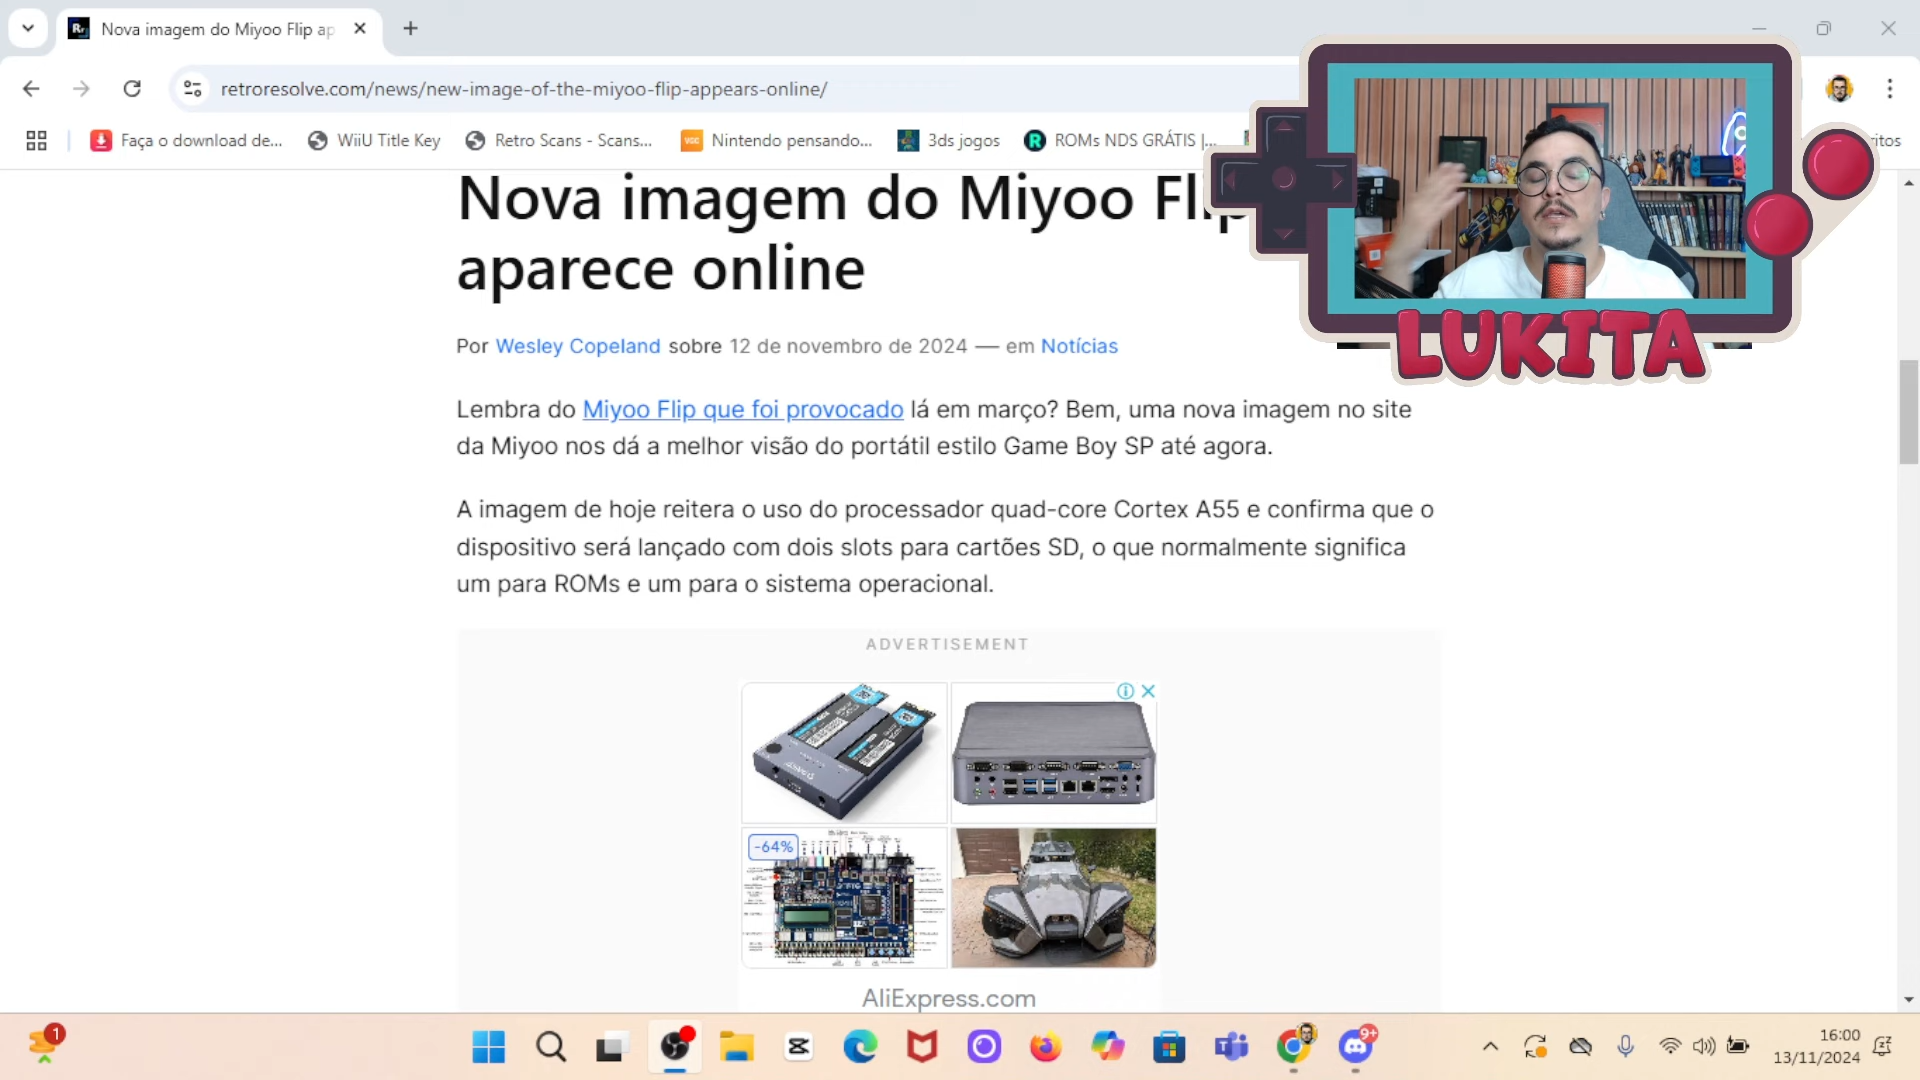 Nova imagem do Miyoo Flip ap
retroresolve.com/news/new-image-of-the-miyoo-flip-appears-online/
Faça o download de...
WiiU Title Key
Retro Scans - Scans...
Nintendo pensando...
3ds jogos
ROMs NDS GRÁTIS |...
itos
Nova imagem do Miyoo Flip
aparece online
LUKITA
Por Wesley Copeland sobre 12 de novembro de 2024 — em Notícias
Lembra do Miyoo Flip que foi provocado lá em março? Bem, uma nova imagem no site
da Miyoo nos dá a melhor visão do portátil estilo Game Boy SP até agora.
A imagem de hoje reitera o uso do processador quad-core Cortex A55 e confirma que o
dispositivo será lançado com dois slots para cartões SD, o que normalmente significa
um para ROMs e um para o sistema operacional.
ADVERTISEMENT
-64%
AliExpress.com
1
9+
16:00
13/11/2024